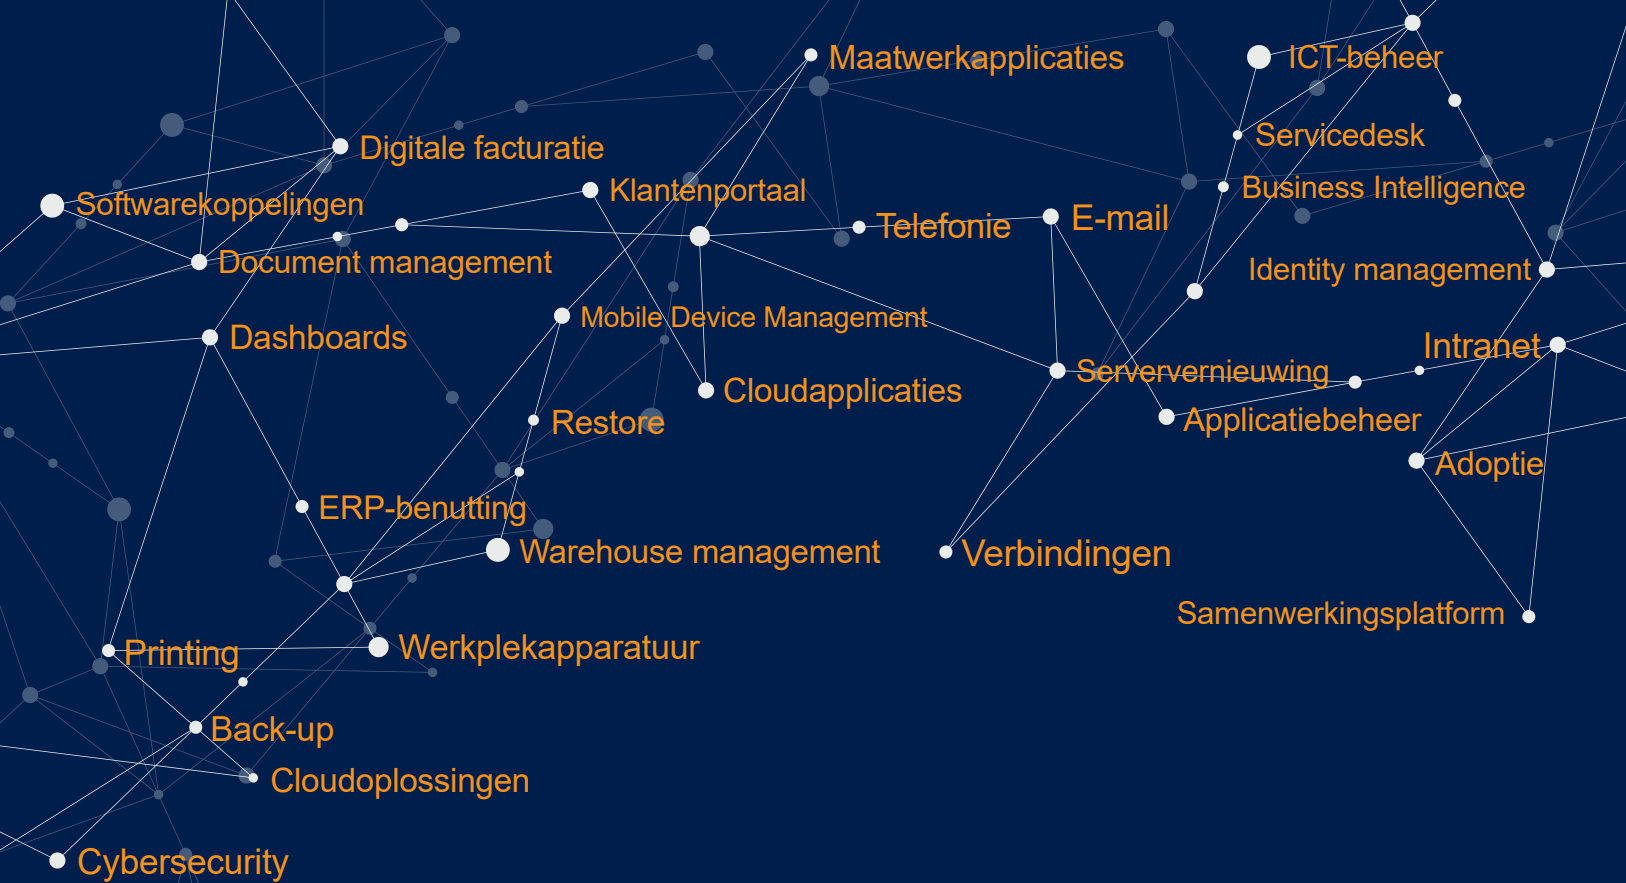 Maatwerkapplicaties
ICT-beheer
Digitale facturatie
Servicedesk
Softwarekoppelingen
Klantenportaal
Business Intelligence
Telefonie
E-mail
Document management
Identity management
Dashboards
Mobile Device Management
Intranet
Cloudapplicaties
Serververnieuwing
Restore
Applicatiebeheer
Adoptie
ERP-benutting
Warehouse management
Verbindingen
Samenwerkingsplatform
Printing
Werkplekapparatuur
Back-up
Cloudoplossingen
Cybersecurity